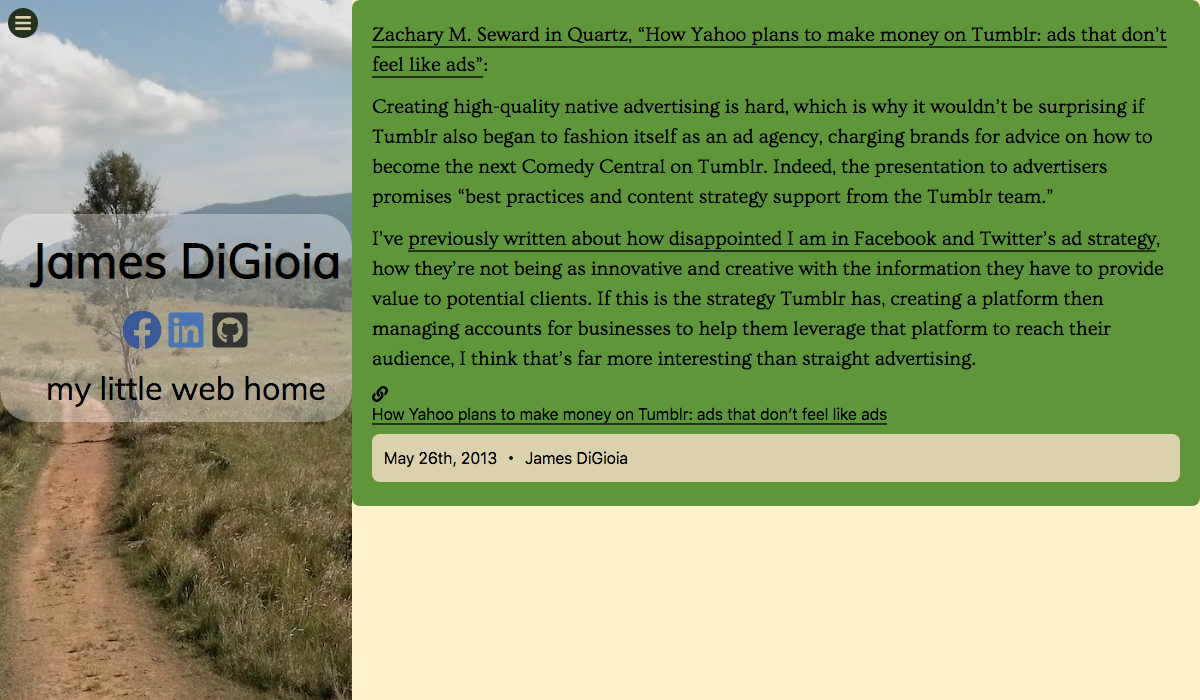 James DiGioia
my little web home
Zachary M. Seward in Quartz, “How Yahoo plans to make money on Tumblr: ads that don’t
feel like ads”:
Creating high-quality native advertising is hard, which is why it wouldn’t be surprising if
Tumblr also began to fashion itself as an ad agency, charging brands for advice on how to
become the next Comedy Central on Tumblr. Indeed, the presentation to advertisers
promises “best practices and content strategy support from the Tumblr team.”
I’ve previously written about how disappointed I am in Facebook and Twitter’s ad strategy,
how they’re not being as innovative and creative with the information they have to provide
value to potential clients. If this is the strategy Tumblr has, creating a platform then
managing accounts for businesses to help them leverage that platform to reach their
audience, I think that’s far more interesting than straight advertising.
How Yahoo plans to make money on Tumblr: ads that don’t feel like ads
May 26th, 2013 • James DiGioia